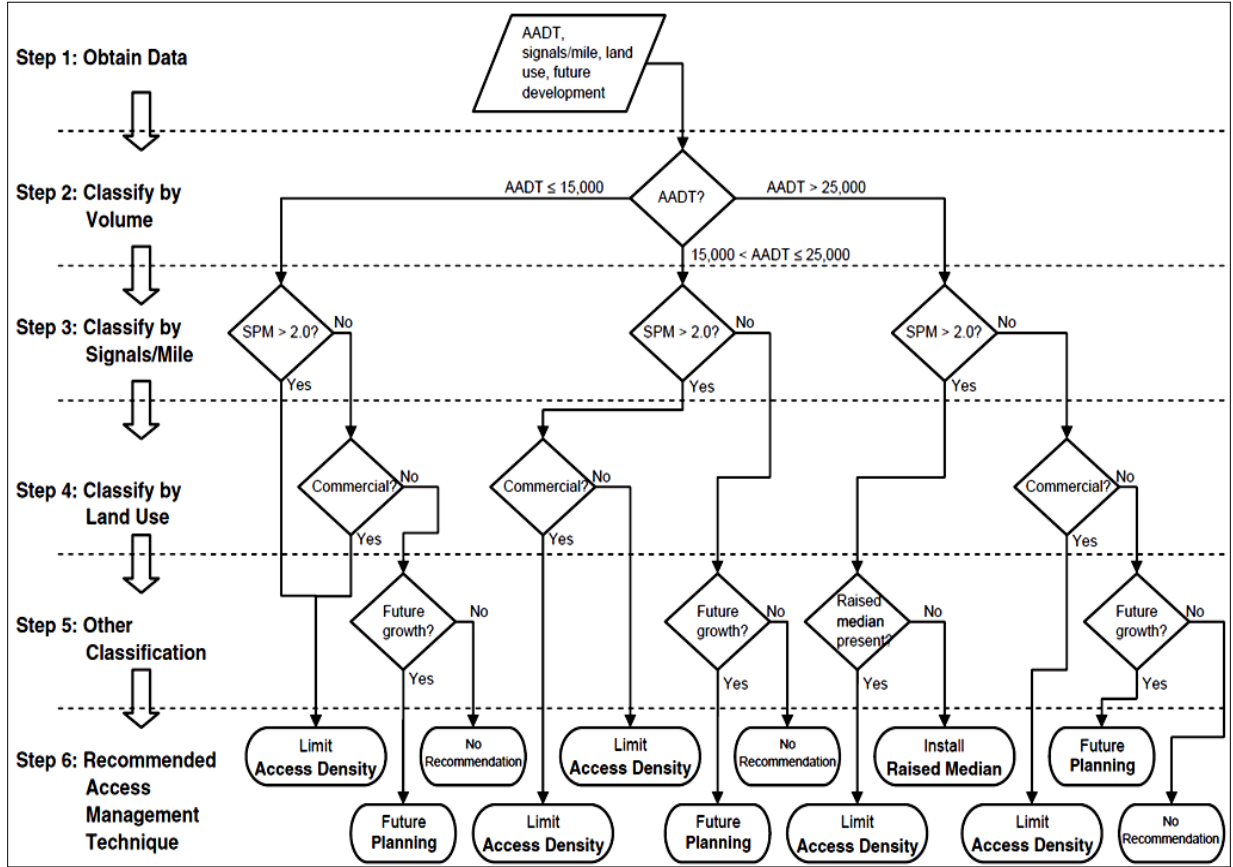 AADT,
signals/mile, land
use, future
development
Step 1: Obtain Data
Step 2: Classify by
Volume
AADT ≤ 15,000
AADT?
AADT > 25,000
15,000 < AADT ≤ 25,000
Step 3: Classify by
Signals/Mile
SPM > 2.0?
No
Yes
SPM > 2.0?
No
Yes
SPM > 2.0?
No
Yes
Step 4: Classify by
Land Use
Commercial?
No
Yes
Commercial?
No
Yes
Commercial?
No
Yes
Step 5: Other
Classification
Future
growth?
No
Yes
Future
growth?
No
Yes
Raised
median
present?
No
Yes
Future
growth?
No
Yes
Step 6: Recommended
Access
Management
Technique
Limit
Access Density
No
Recommendation
Limit
Access Density
No
Recommendation
Install
Raised Median
Future
Planning
Future
Planning
Limit
Access Density
Future
Planning
Limit
Access Density
Limit
Access Density
No
Recommendation